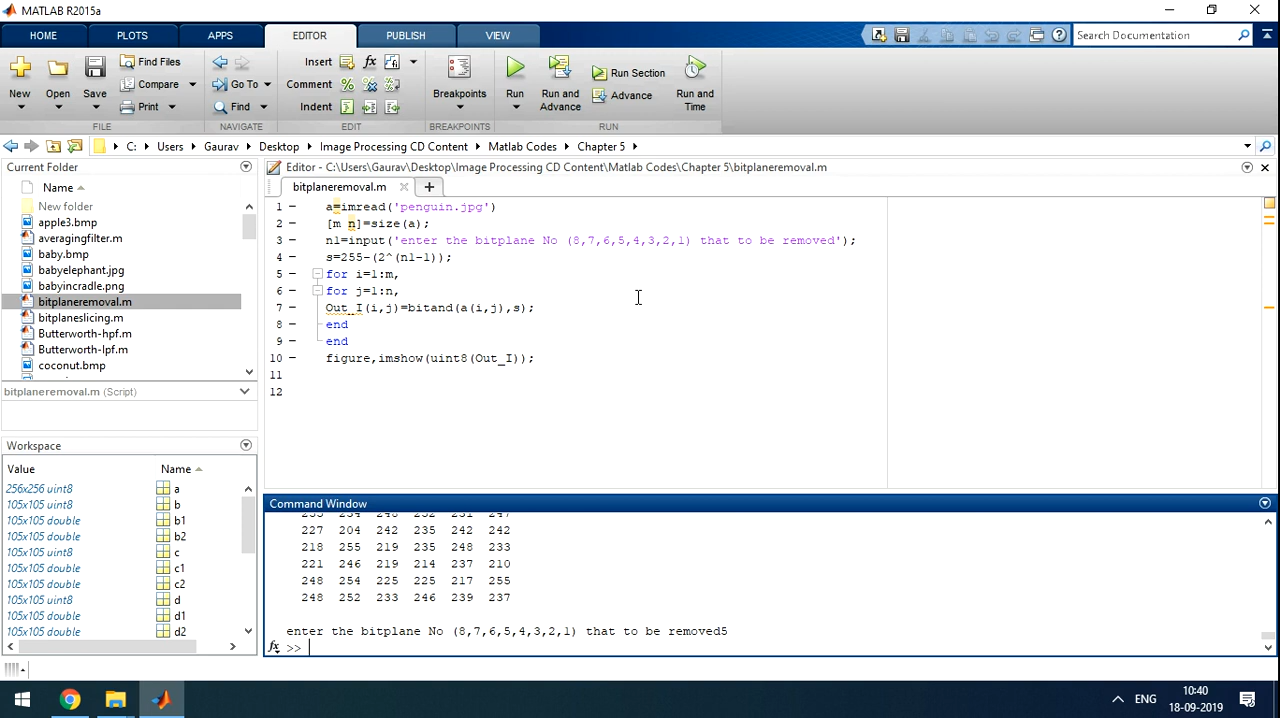 MATLAB R2015a
HOME PLOTS APPS EDITOR PUBLISH VIEW Search Documentation
New Open Save Find Files Compare Print
Go To Find
Insert fx Comment % Indent
Breakpoints
Run Run and Advance Run Section Advance Run and Time
FILE NAVIGATE EDIT BREAKPOINTS RUN
C: Users Gaurav Desktop Image Processing CD Content Matlab Codes Chapter 5
Current Folder
Name
New folder
apple3.bmp
averagingfilter.m
baby.bmp
babyelephant.jpg
babyincradle.png
bitplaneremoval.m
bitplaneslicing.m
Butterworth-hpf.m
Butterworth-lpf.m
coconut.bmp
bitplaneremoval.m (Script)
Workspace
Value Name
256x256 uint8 a
105x105 uint8 b
105x105 double b1
105x105 double b2
105x105 uint8 c
105x105 double c1
105x105 double c2
105x105 uint8 d
105x105 double d1
105x105 double d2
Editor - C:\Users\Gaurav\Desktop\Image Processing CD Content\Matlab Codes\Chapter 5\bitplaneremoval.m
bitplaneremoval.m
1 a=imread('penguin.jpg')
2 [m n]=size(a);
3 n1=input('enter the bitplane No (8,7,6,5,4,3,2,1) that to be removed');
4 s=255-(2^(n1-1));
5 for i=1:m,
6 for j=1:n,
7 Out_I(i,j)=bitand(a(i,j),s);
8 end
9 end
10 figure,imshow(uint8(Out_I));
11
12
Command Window
227 204 242 235 242 242
218 255 219 235 248 233
221 246 219 214 237 210
248 254 225 225 217 255
248 252 233 246 239 237
enter the bitplane No (8,7,6,5,4,3,2,1) that to be removed5
fx >>
ENG 10:40
18-09-2019